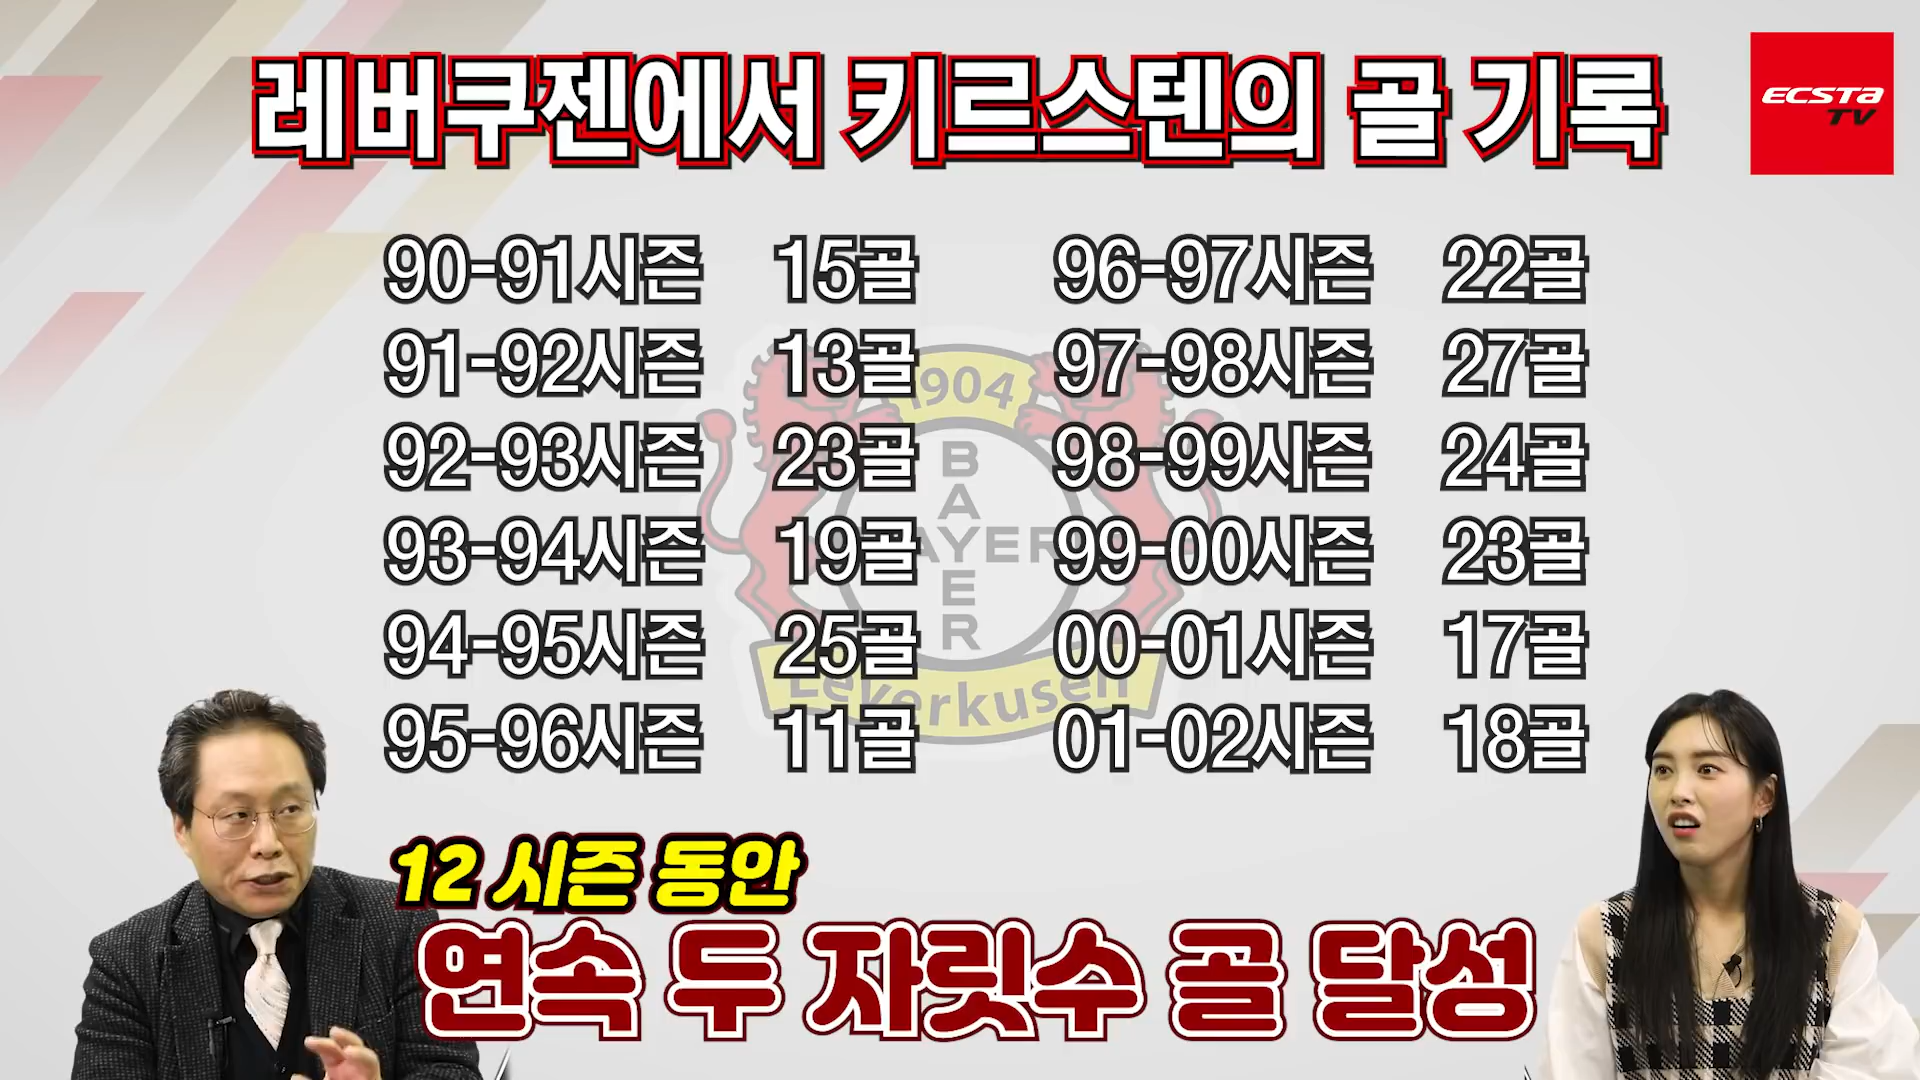 레버쿠젠에서 키르스텐의 골 기록
ECSTA
TV
90-91시즌 15골 96-97시즌 22골
91-92시즌 13골 97-98시즌 27골
92-93시즌 23골 98-99시즌 24골
93-94시즌 19골 99-00시즌 23골
94-95시즌 25골 00-01시즌 17골
95-96시즌 11골 01-02시즌 18골
1904
BAYER
BAYER
Leverkusen
12 시즌 동안
연속 두 자릿수 골 달성